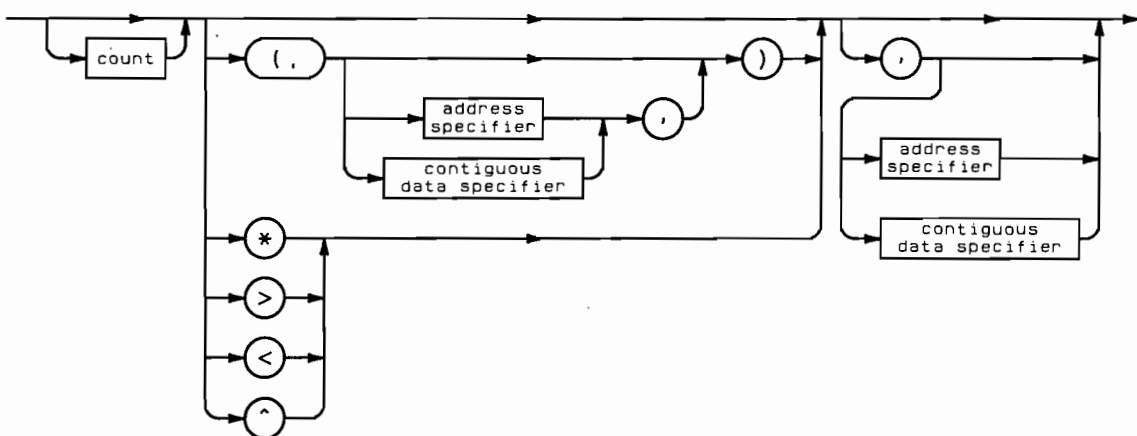 count
( ,
)
,
address
specifier
,
contiguous
data specifier
address
specifier
contiguous
data specifier
*
>
<
^